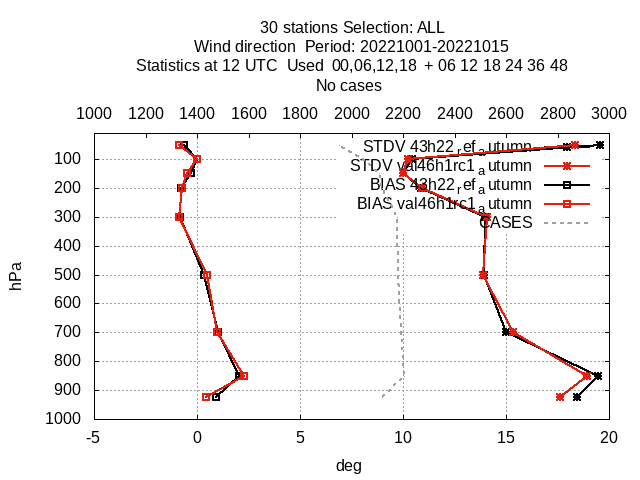 30 stations Selection: ALL
Wind direction  Period: 20221001-20221015
Statistics at 12 UTC  Used  00,06,12,18  + 06 12 18 24 36 48
No cases
1000 1200 1400 1600 1800 2000 2200 2400 2600 2800 3000
STDV 43h22_ref_autumn
STDV val46h1rc1_autumn
BIAS 43h22_ref_autumn
BIAS val46h1rc1_autumn
CASES
100
200
300
400
500
600
700
800
900
1000
hPa
-5 0 5 10 15 20
deg